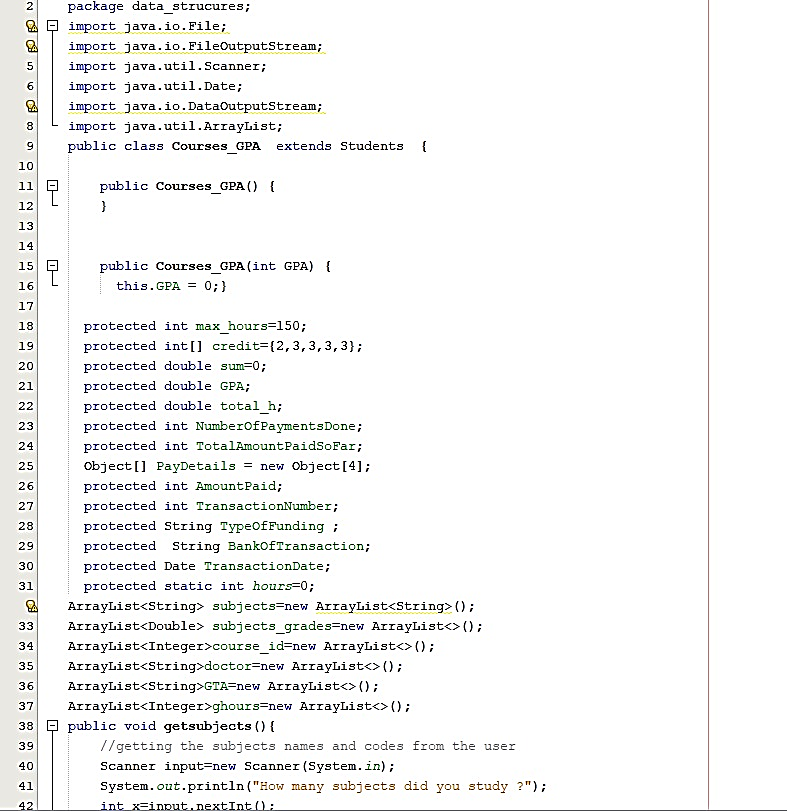 2 package data_strucures;
import java.io.File;
import java.io.FileOutputStream;
5 import java.util.Scanner;
6 import java.util.Date;
import java.io.DataOutputStream;
8 import java.util.ArrayList;
9 public class Courses_GPA  extends Students  {
10
11 public Courses_GPA() {
12 }
13
14
15 public Courses_GPA(int GPA) {
16 this.GPA = 0;}
17
18 protected int max_hours=150;
19 protected int[] credit={2,3,3,3,3};
20 protected double sum=0;
21 protected double GPA;
22 protected double total_h;
23 protected int NumberOfPaymentsDone;
24 protected int TotalAmountPaidSoFar;
25 Object[] PayDetails = new Object[4];
26 protected int AmountPaid;
27 protected int TransactionNumber;
28 protected String TypeOfFunding ;
29 protected  String BankOfTransaction;
30 protected Date TransactionDate;
31 protected static int hours=0;
ArrayList<String> subjects=new ArrayList<String>();
33 ArrayList<Double> subjects_grades=new ArrayList<>();
34 ArrayList<Integer>course_id=new ArrayList<>();
35 ArrayList<String>doctor=new ArrayList<>();
36 ArrayList<String>GTA=new ArrayList<>();
37 ArrayList<Integer>ghours=new ArrayList<>();
38 public void getsubjects(){
39 //getting the subjects names and codes from the user
40 Scanner input=new Scanner(System.in);
41 System.out.println("How many subjects did you study ?");
42 int x=input.nextInt();